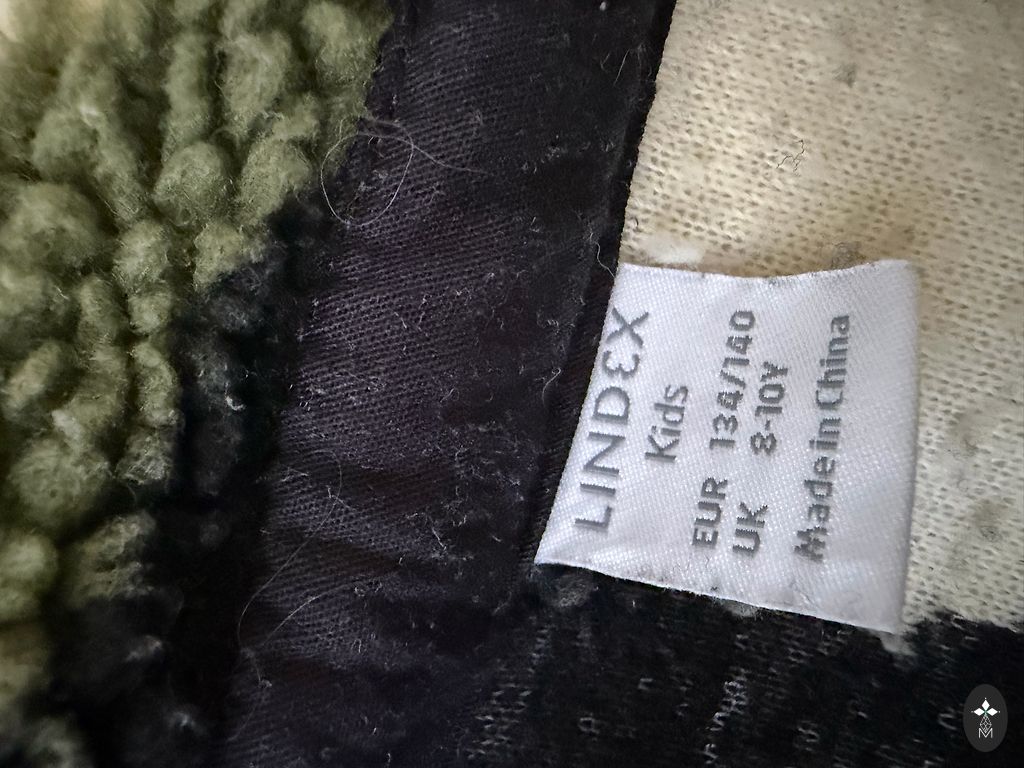 LINDEX
Kids
EUR 134/140
UK 8-10Y
Made in China